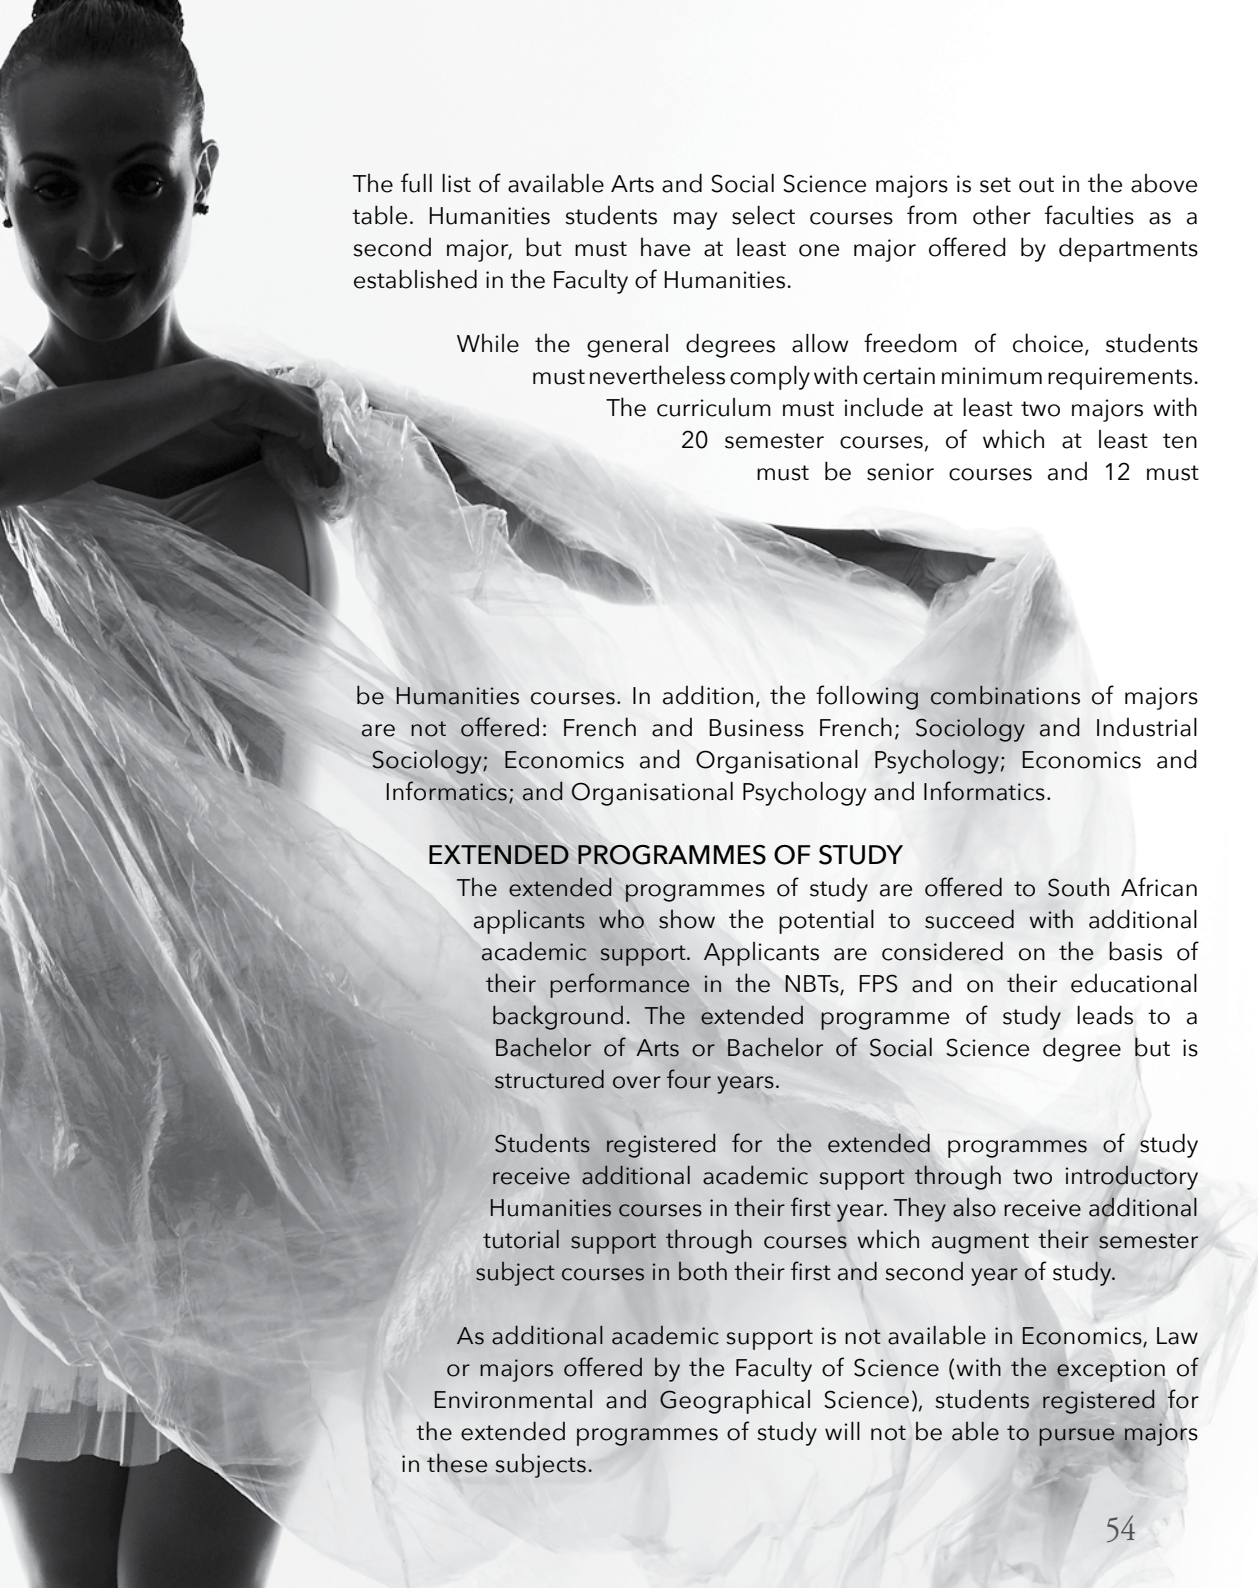 The full list of available Arts and Social Science majors is set out in the above
table. Humanities students may select courses from other faculties as a
second major, but must have at least one major offered by departments
established in the Faculty of Humanities.
While the general degrees allow freedom of choice, students
must nevertheless comply with certain minimum requirements.
The curriculum must include at least two majors with
20 semester courses, of which at least ten
must be senior courses and 12 must
be Humanities courses. In addition, the following combinations of majors
are not offered: French and Business French; Sociology and Industrial
Sociology; Economics and Organisational Psychology; Economics and
Informatics; and Organisational Psychology and Informatics.
EXTENDED PROGRAMMES OF STUDY
The extended programmes of study are offered to South African
applicants who show the potential to succeed with additional
academic support. Applicants are considered on the basis of
their performance in the NBTs, FPS and on their educational
background. The extended programme of study leads to a
Bachelor of Arts or Bachelor of Social Science degree but is
structured over four years.
Students registered for the extended programmes of study
receive additional academic support through two introductory
Humanities courses in their first year. They also receive additional
tutorial support through courses which augment their semester
subject courses in both their first and second year of study.
As additional academic support is not available in Economics, Law
or majors offered by the Faculty of Science (with the exception of
Environmental and Geographical Science), students registered for
the extended programmes of study will not be able to pursue majors
in these subjects.
54